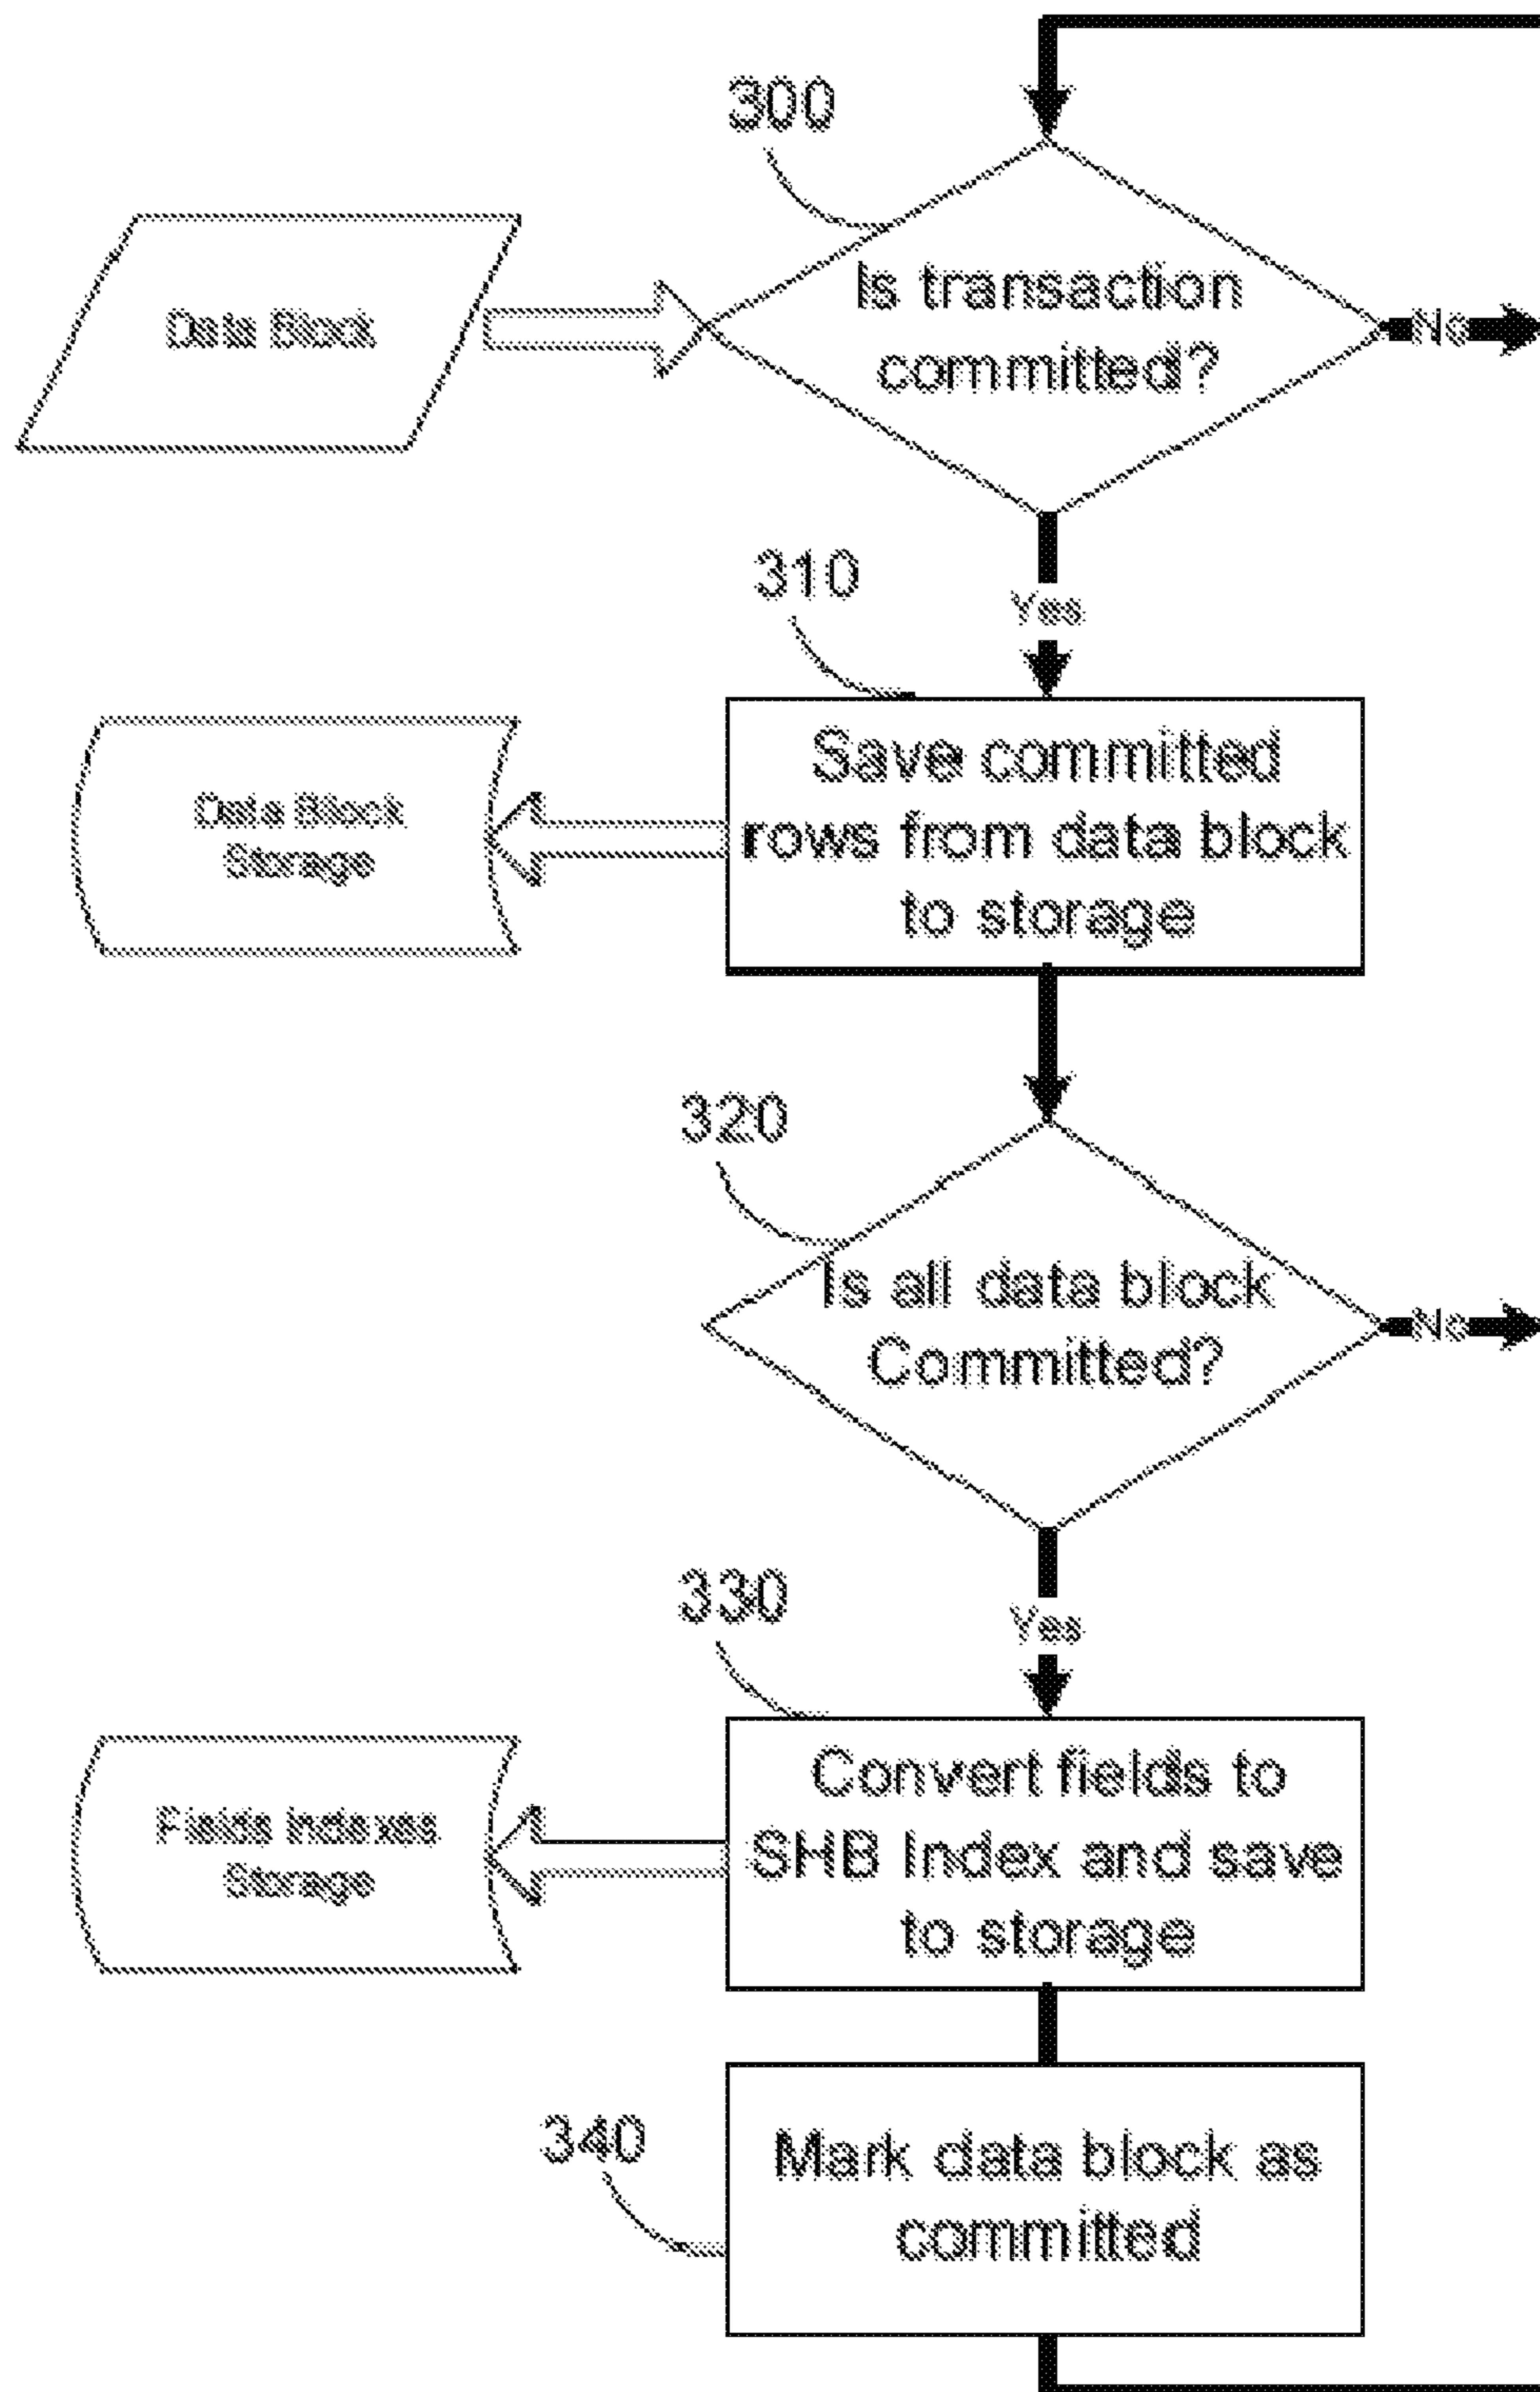 300
Data Block
Is transaction
committed?
No
Yes
310
Data Block
Storage
Save committed
rows from data block
to storage
320
Is all data block
Committed?
No
Yes
330
Fields Indexes
Storage
Convert fields to
SHB Index and save
to storage
340
Mark data block as
committed